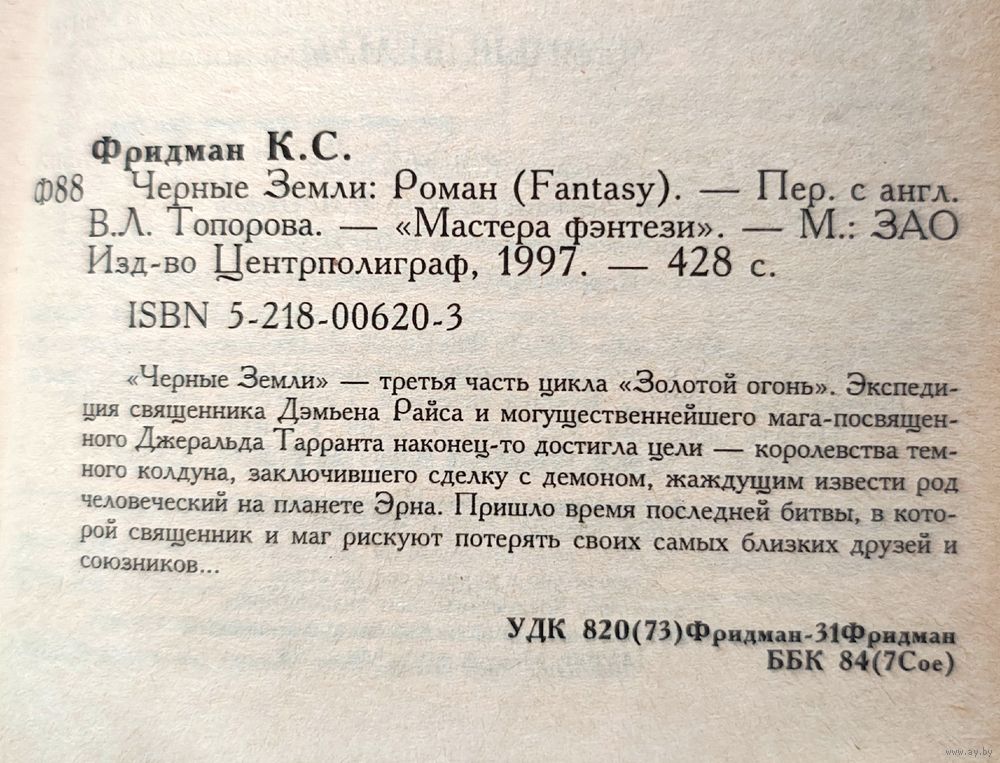 Фридман К.С.
Ф88 Черные Земли: Роман (Fantasy). — Пер. с англ.
В.Л. Топорова. — «Мастера фэнтези». — М.: ЗАО
Изд-во Центрполиграф, 1997. — 428 с.
ISBN 5-218-00620-3
«Черные Земли» — третья часть цикла «Золотой огонь». Экспеди-
ция священника Дэмьена Райса и могущественнейшего мага-посвящен-
ного Джеральда Тарранта наконец-то достигла цели — королевства тем-
ного колдуна, заключившего сделку с демоном, жаждущим извести род
человеческий на планете Эрна. Пришло время последней битвы, в кото-
рой священник и маг рискуют потерять своих самых близких друзей и
союзников...
УДК 820(73)Фридман-31Фридман
ББК 84(7Сое)
www.ay.by